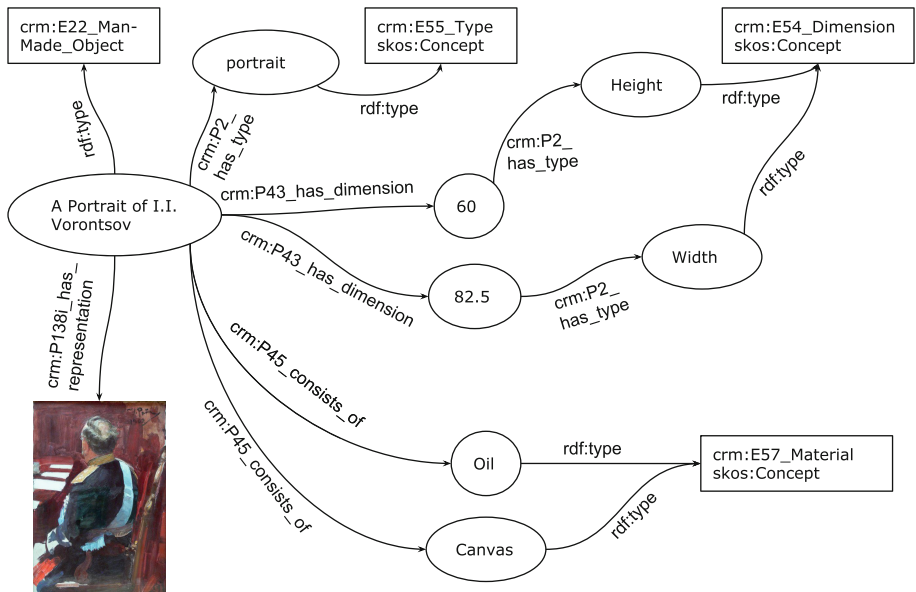 crm:E22_Man-
Made_Object
portrait
crm:E55_Type
skos:Concept
crm:E54_Dimension
skos:Concept
Height
rdf:type
rdf:type
rdf:type
crm:P2_
has_type
crm:P2_
has_type
rdf:type
A Portrait of I.I.
Vorontsov
crm:P43_has_dimension
60
crm:P43_has_dimension
82.5
crm:P2_
has_type
Width
crm:P138i_has_
representation
crm:P45_consists_of
crm:P45_consists_of
Oil
rdf:type
crm:E57_Material
skos:Concept
Canvas
rdf:type